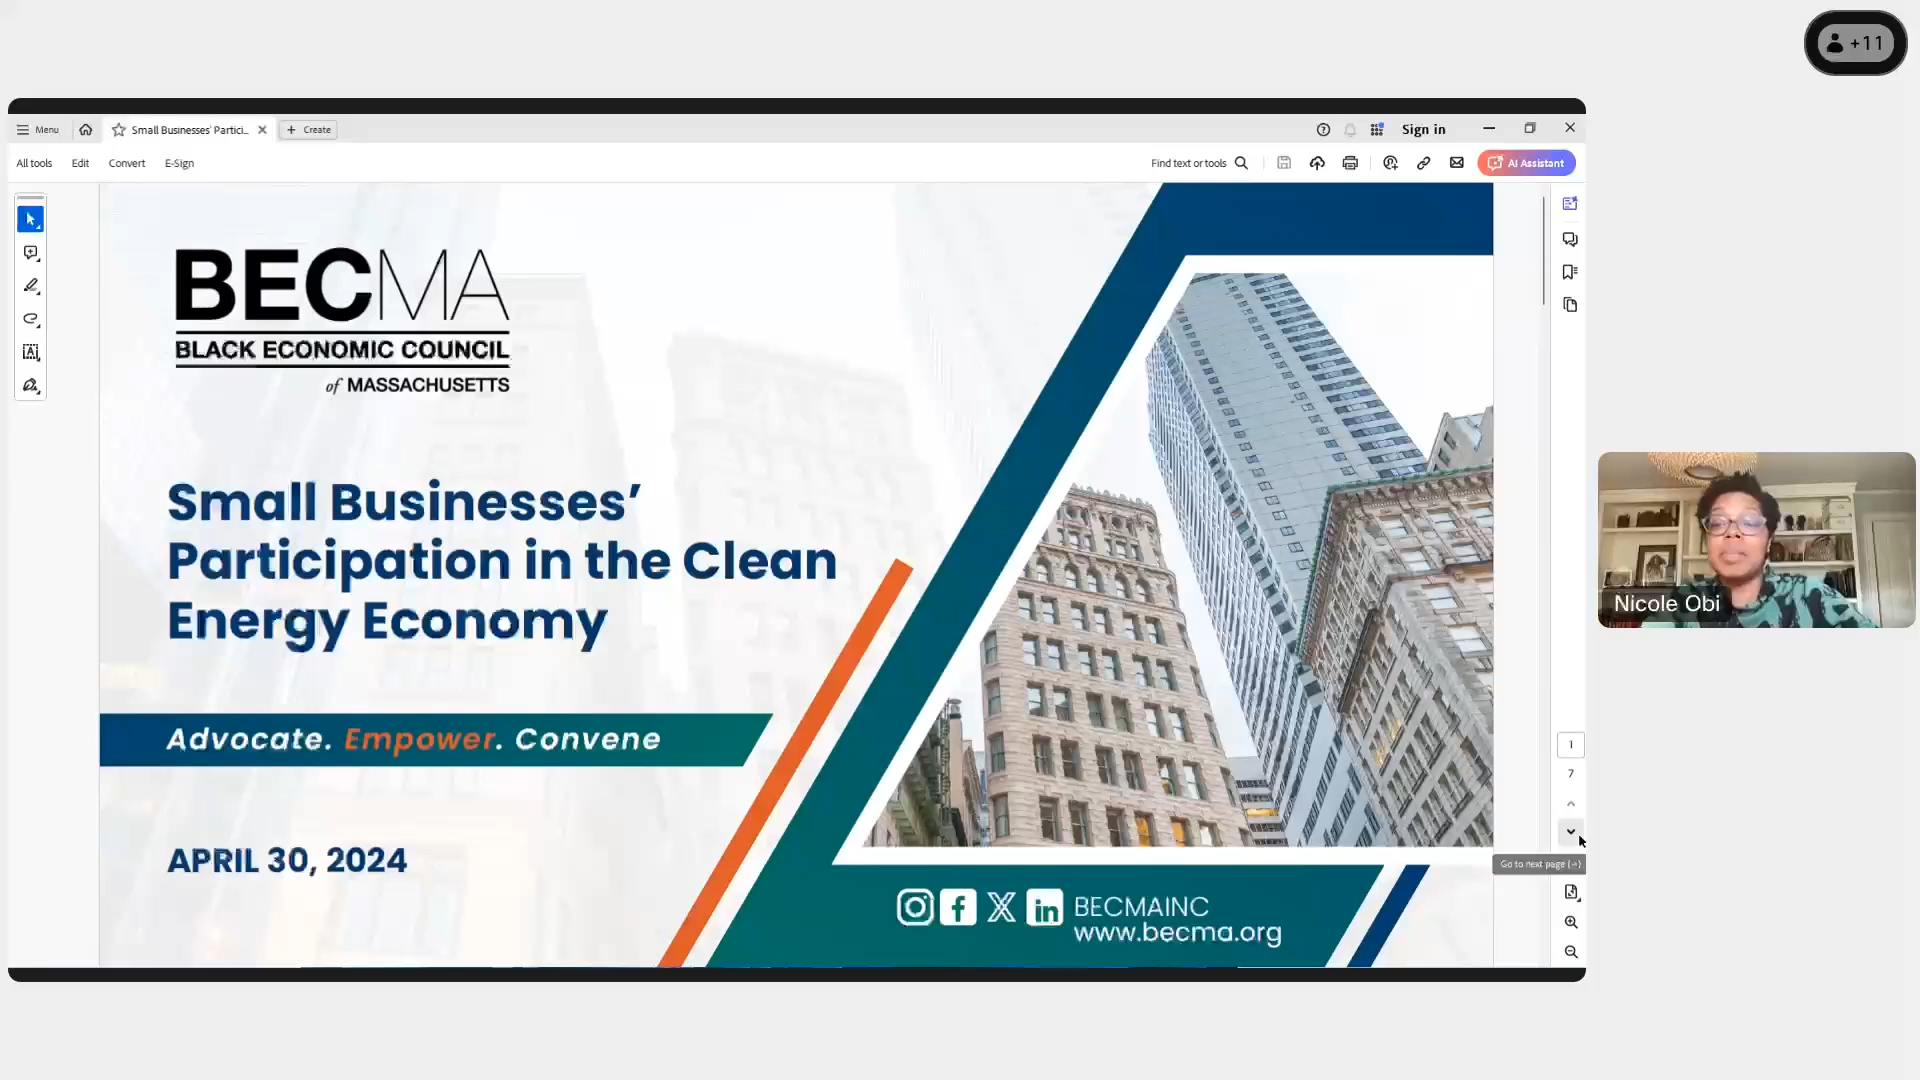 +11
Menu
Small Businesses' Partici...
Create
Sign in
All tools
Edit
Convert
E-Sign
Find text or tools
AI Assistant
BECMA
BLACK ECONOMIC COUNCIL
of MASSACHUSETTS
Small Businesses’
Participation in the Clean
Energy Economy
Advocate. Empower. Convene
APRIL 30, 2024
BECMAINC
www.becma.org
Nicole Obi
1
7
Go to next page (→)